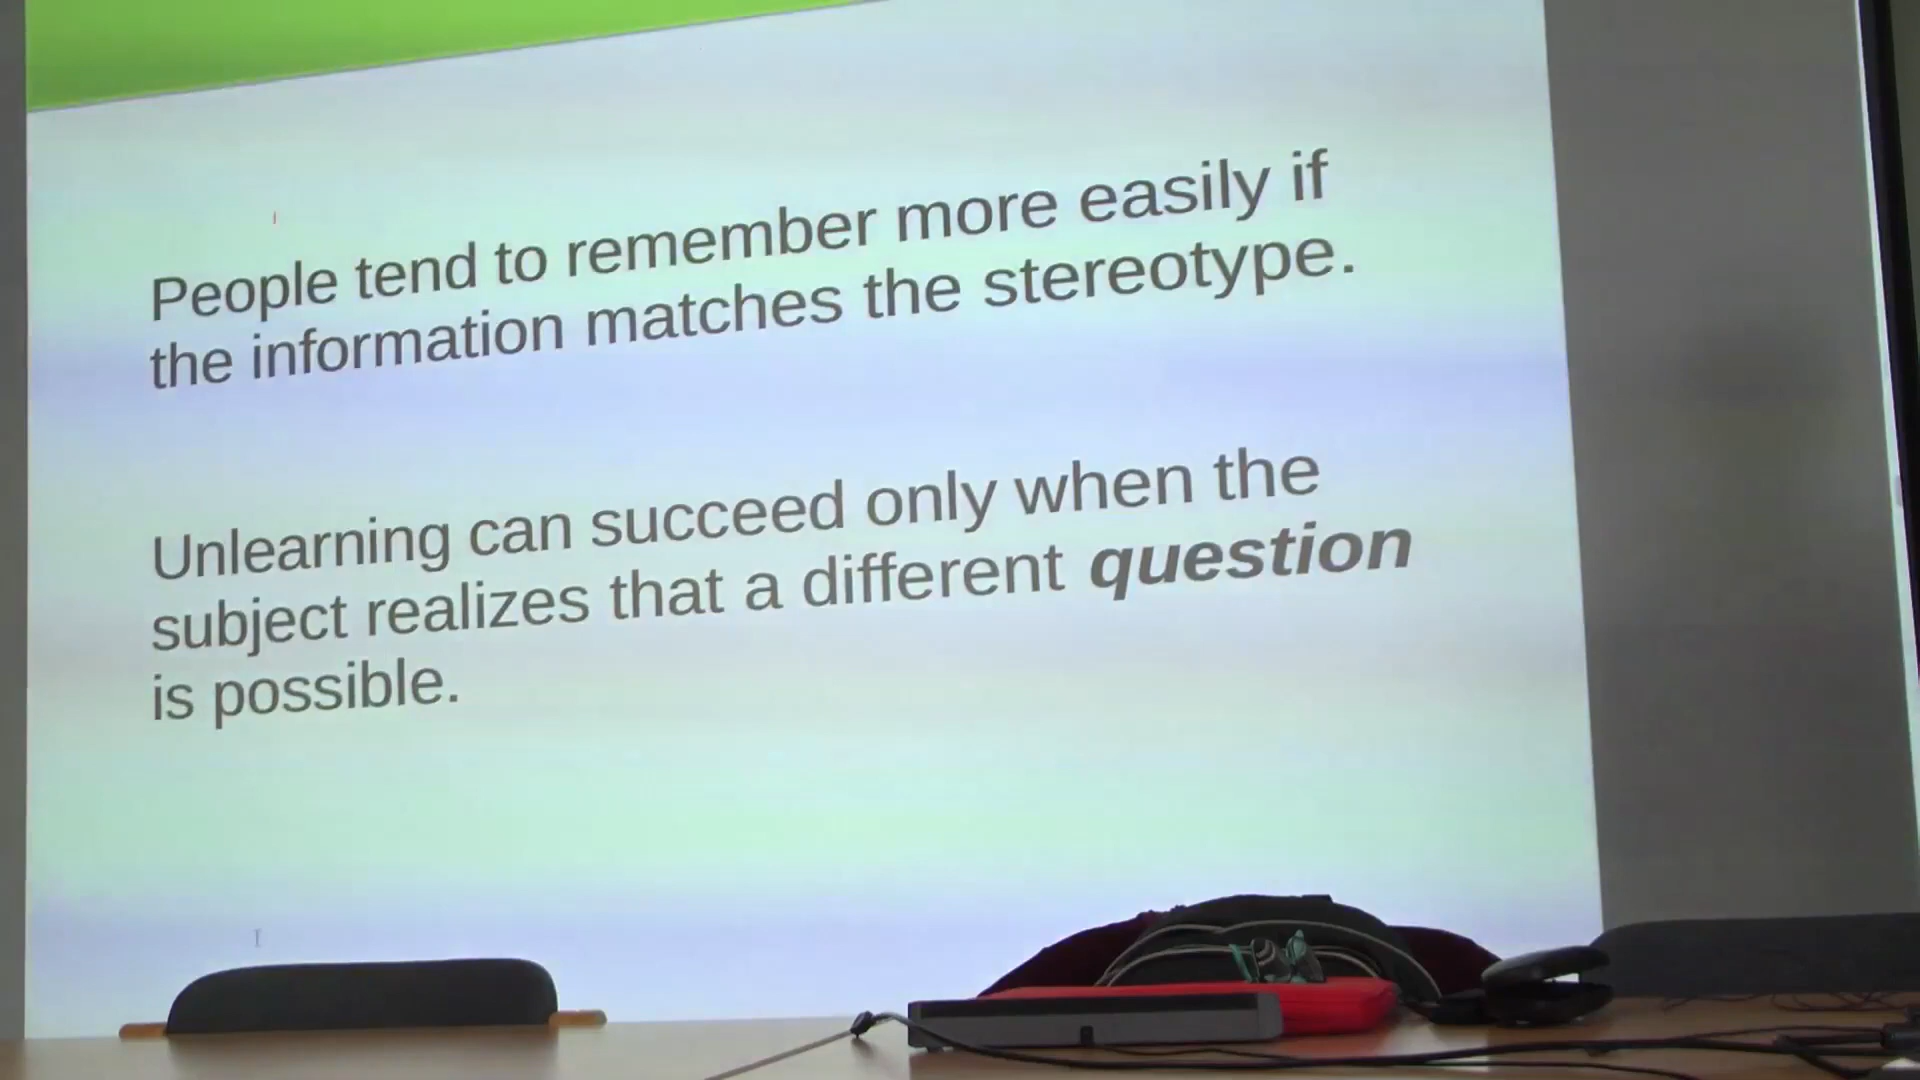 People tend to remember more easily if
the information matches the stereotype.
Unlearning can succeed only when the
subject realizes that a different question
is possible.